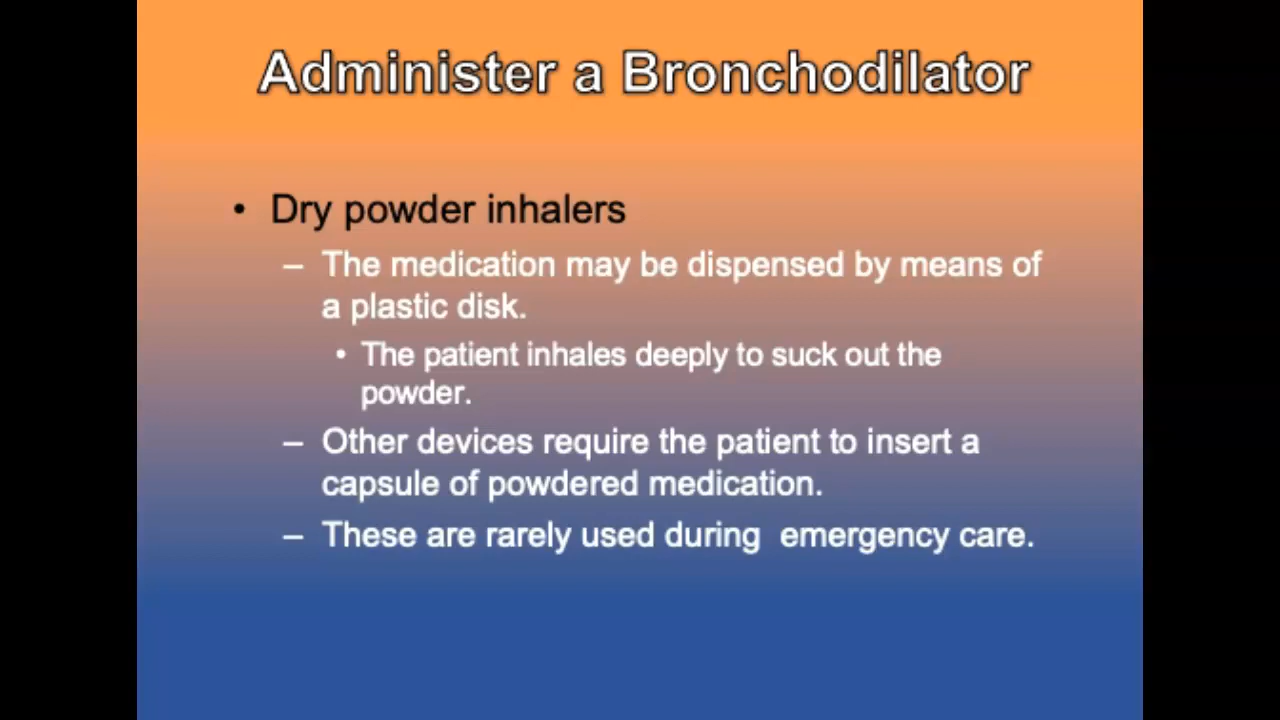 Administer a Bronchodilator
• Dry powder inhalers
– The medication may be dispensed by means of
a plastic disk.
• The patient inhales deeply to suck out the
powder.
– Other devices require the patient to insert a
capsule of powdered medication.
– These are rarely used during  emergency care.